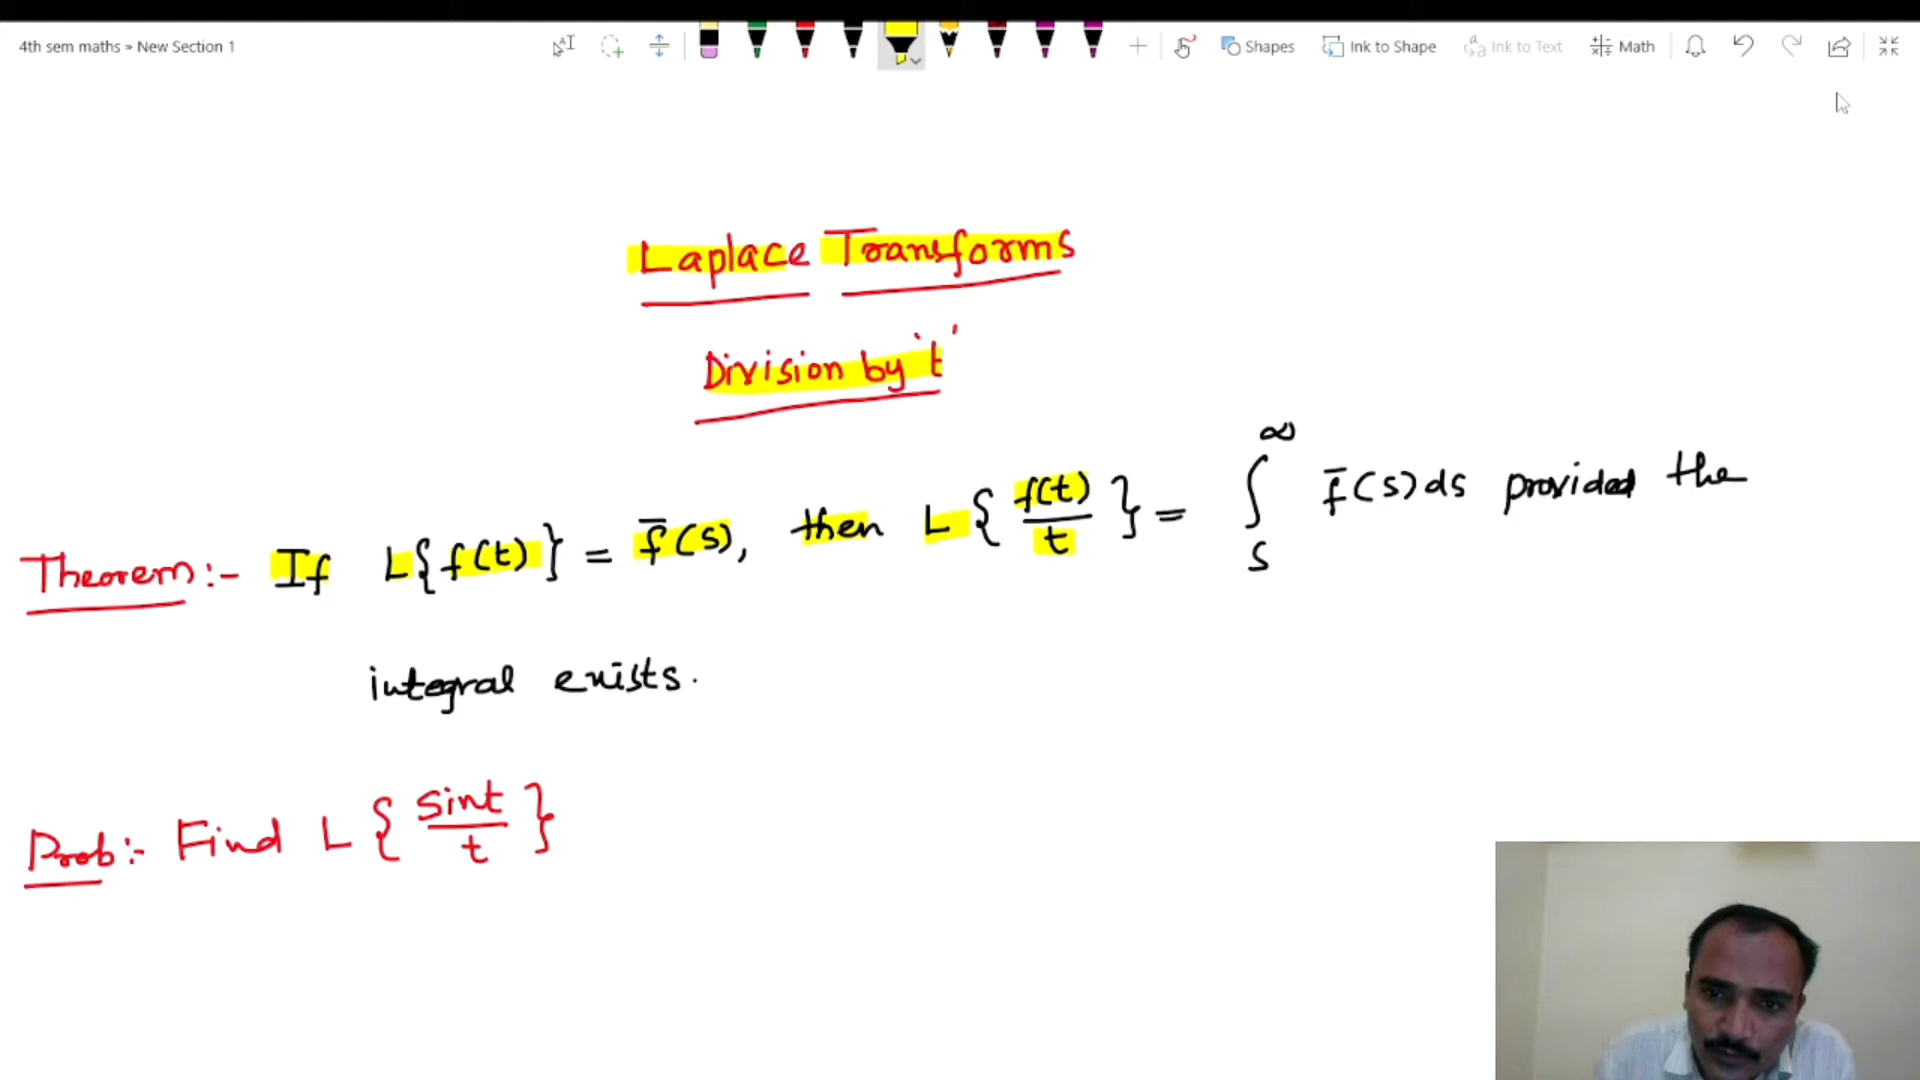 4th sem maths » New Section 1
Shapes Ink to Shape Ink to Text Math
Laplace Transforms
Division by 't'
Theorem:- If L{f(t)} = f̄(s), then L{f(t)/t} = ∫_s^∞ f̄(s)ds provided the
integral exists.
Prob:- Find L{sint/t}